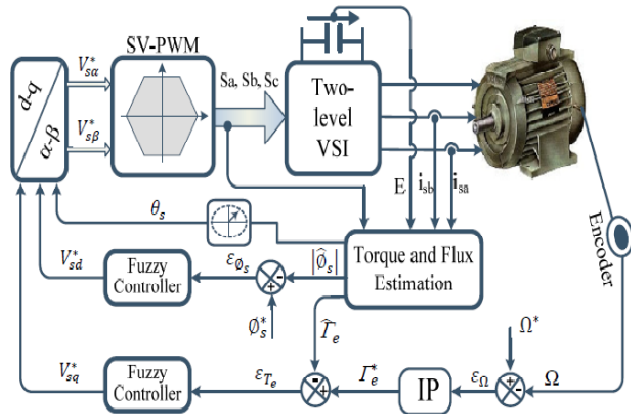 SV-PWM
V*sα
V*sβ
d-q
α-β
Sa, Sb, Sc
Two-
level
VSI
E
isb
isa
Encoder
θs
Torque and Flux
Estimation
V*sd
Fuzzy
Controller
ε∅s
|∅̂s|
∅*s
T̂e
Ω*
V*sq
Fuzzy
Controller
εTe
Γ*e
IP
εΩ
Ω